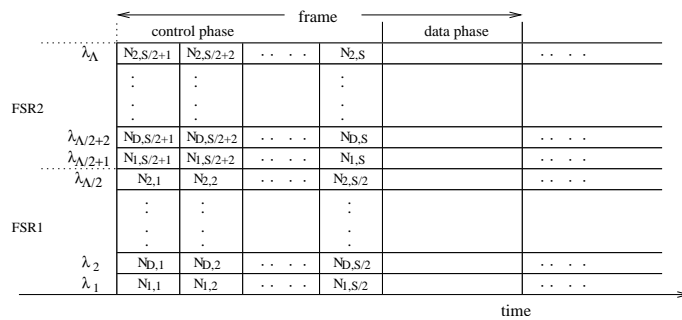 frame
control phase data phase
λΛ N2,S/2+1 N2,S/2+2 . . . . N2,S . . . .
FSR2
λΛ/2+2 ND,S/2+1 ND,S/2+2 . . . . ND,S . . . .
λΛ/2+1 N1,S/2+1 N1,S/2+2 . . . . N1,S . . . .
λΛ/2 N2,1 N2,2 . . . . N2,S/2 . . . .
FSR1
λ2 ND,1 ND,2 . . . . ND,S/2 . . . .
λ1 N1,1 N1,2 . . . . N1,S/2 . . . .
time